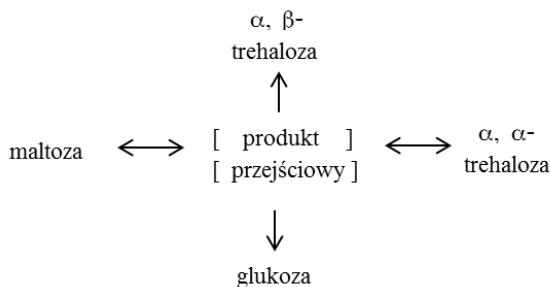 α, β-
trehaloza
maltoza
[ produkt ]
[ przejściowy ]
α, α-
trehaloza
glukoza